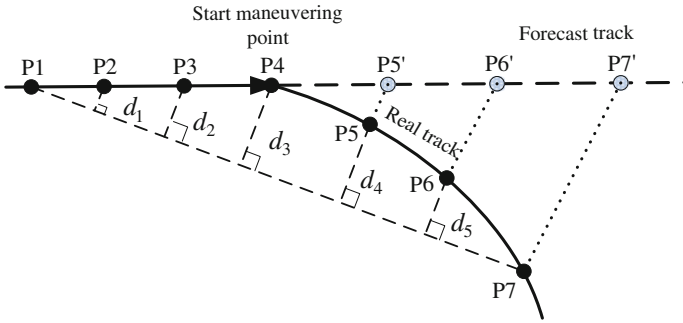 Start maneuvering
point
Forecast track
P1
P2
P3
P4
P5'
P6'
P7'
d1
d2
d3
P5
Real track
d4
P6
d5
P7